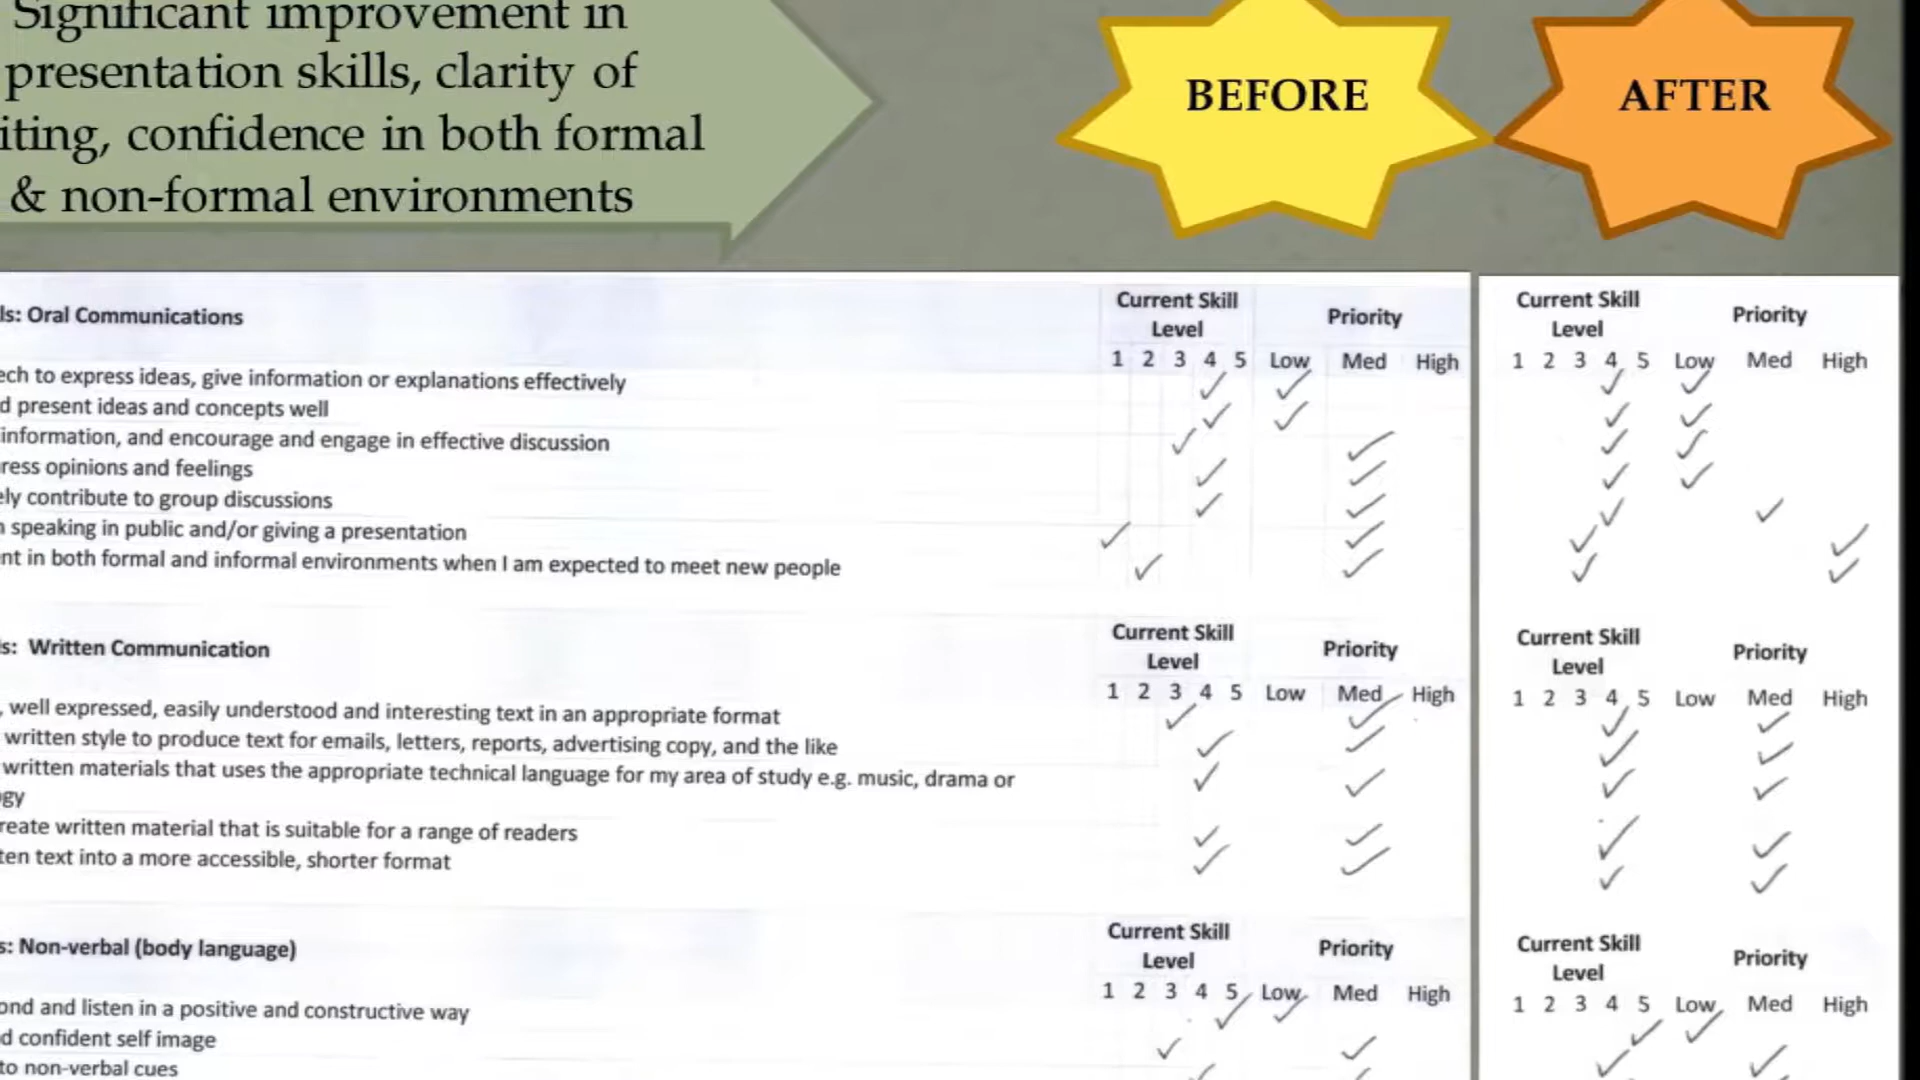 Significant improvement in
presentation skills, clarity of
iting, confidence in both formal
& non-formal environments
BEFORE
AFTER
ls: Oral Communications
Current Skill
Level
Priority
1 2 3 4 5 Low Med High
ech to express ideas, give information or explanations effectively
d present ideas and concepts well
information, and encourage and engage in effective discussion
ress opinions and feelings
ely contribute to group discussions
n speaking in public and/or giving a presentation
nt in both formal and informal environments when I am expected to meet new people
Current Skill
Level
Priority
1 2 3 4 5 Low Med High
s: Written Communication
Current Skill
Level
Priority
1 2 3 4 5 Low Med High
, well expressed, easily understood and interesting text in an appropriate format
written style to produce text for emails, letters, reports, advertising copy, and the like
written materials that uses the appropriate technical language for my area of study e.g. music, drama or
gy
reate written material that is suitable for a range of readers
ten text into a more accessible, shorter format
Current Skill
Level
Priority
1 2 3 4 5 Low Med High
s: Non-verbal (body language)
Current Skill
Level
Priority
1 2 3 4 5 Low Med High
ond and listen in a positive and constructive way
d confident self image
to non-verbal cues
Current Skill
Level
Priority
1 2 3 4 5 Low Med High